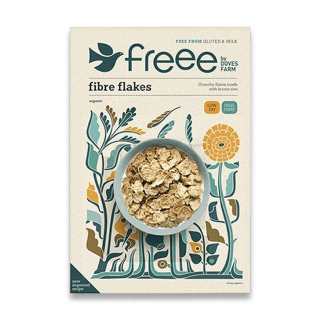 FREE FROM GLUTEN & MILK
freee
by
DOVES
FARM
fibre flakes
organic
Crunchy flakes made
with brown rice
LOW
FAT
HIGH
FIBRE
new
improved
recipe